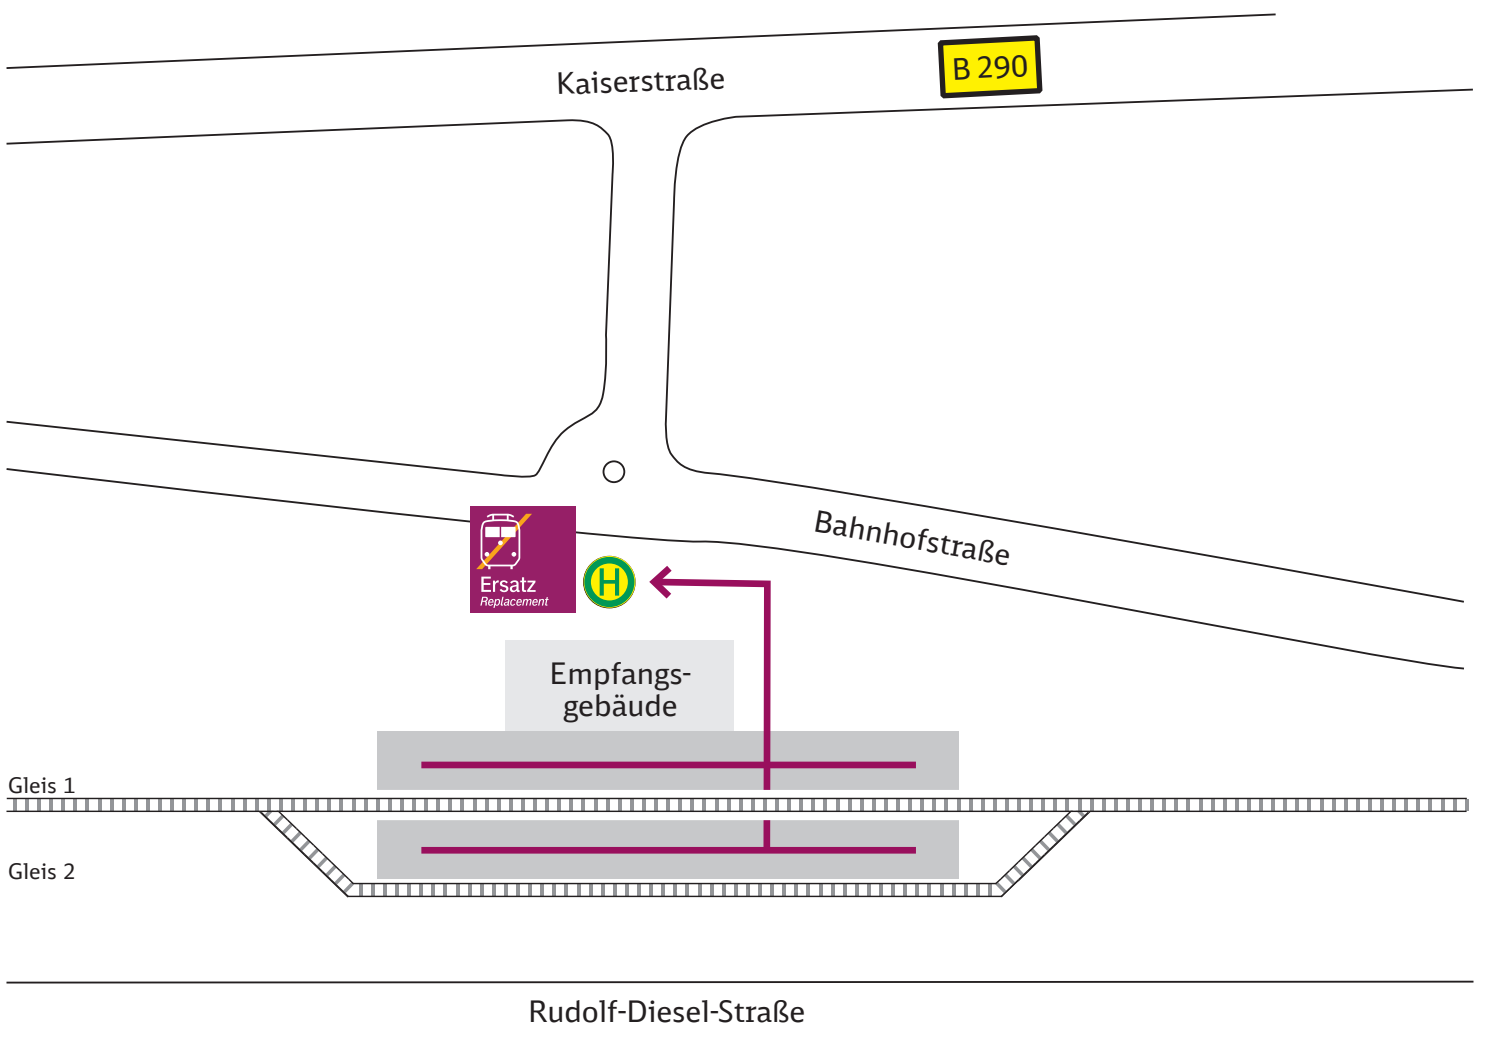 Kaiserstraße
B 290
Bahnhofstraße
Ersatz
Replacement
H
Empfangs-
gebäude
Gleis 1
Gleis 2
Rudolf-Diesel-Straße